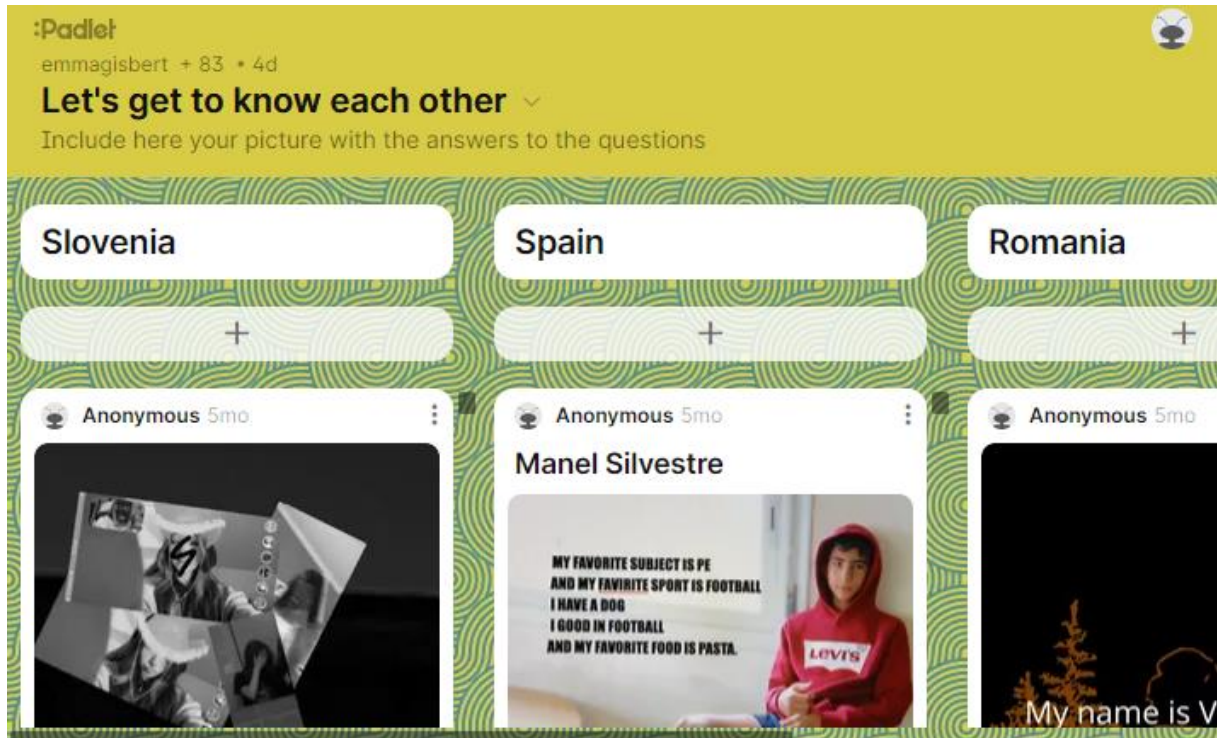 :Padlet
emmagisbert + 83 • 4d
Let's get to know each other
Include here your picture with the answers to the questions
Slovenia
Spain
Romania
+
+
+
Anonymous 5mo
Anonymous 5mo
Manel Silvestre
MY FAVORITE SUBJECT IS PE
AND MY FAVIRITE SPORT IS FOOTBALL
I HAVE A DOG
I GOOD IN FOOTBALL
AND MY FAVORITE FOOD IS PASTA.
LEVI'S
Anonymous 5mo
My name is V